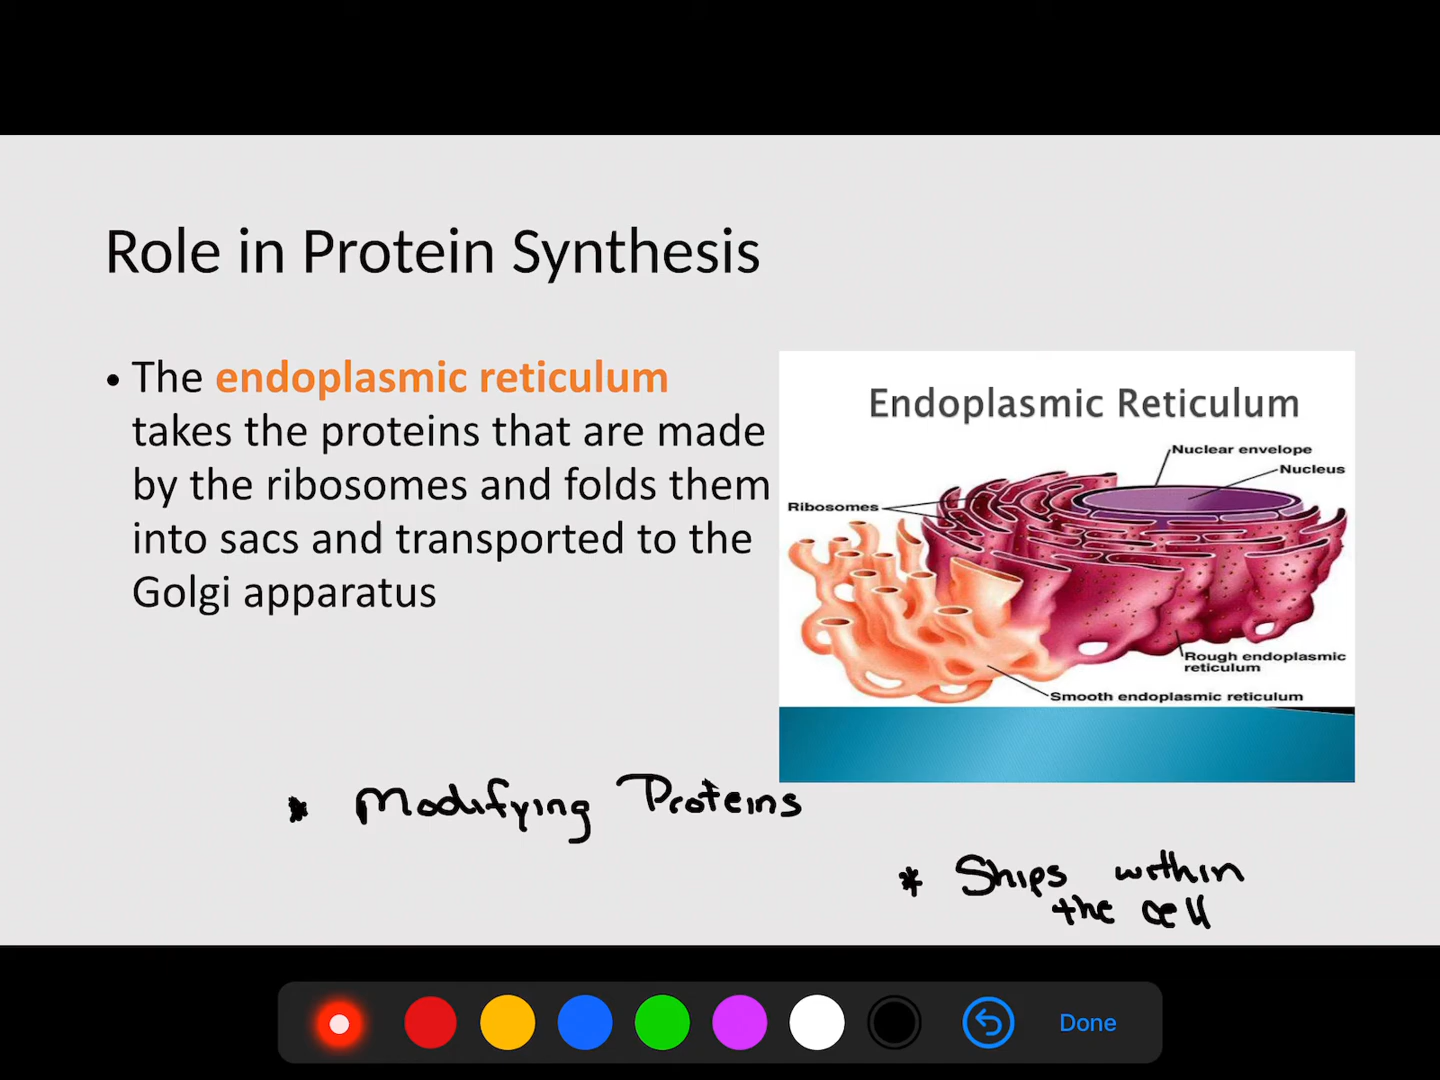 Role in Protein Synthesis
• The endoplasmic reticulum
takes the proteins that are made
by the ribosomes and folds them
into sacs and transported to the
Golgi apparatus
Endoplasmic Reticulum
Nuclear envelope
Nucleus
Ribosomes
Rough endoplasmic
reticulum
Smooth endoplasmic reticulum
* Modifying Proteins
* Ships within
the cell
Done